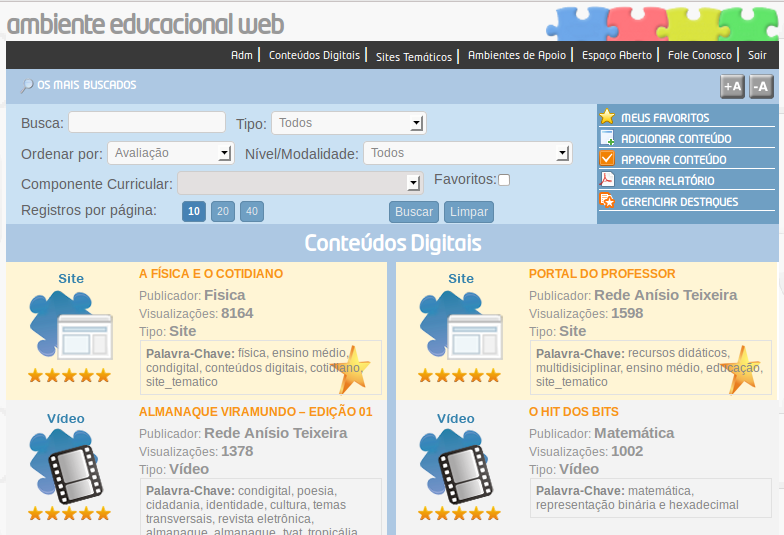 ambiente educacional web
Adm | Conteúdos Digitais | Sites Temáticos | Ambientes de Apoio | Espaço Aberto | Fale Conosco | Sair
OS MAIS BUSCADOS
+A -A
Busca: Tipo: Todos
Ordenar por: Avaliação Nível/Modalidade: Todos
Componente Curricular: Favoritos:
Registros por página: 10 20 40 Buscar Limpar
MEUS FAVORITOS
ADICIONAR CONTEÚDO
APROVAR CONTEÚDO
GERAR RELATÓRIO
GERENCIAR DESTAQUES
Conteúdos Digitais
Site
A FÍSICA E O COTIDIANO
Publicador: Fisica
Visualizações: 8164
Tipo: Site
Palavra-Chave: física, ensino médio,
condigital, conteúdos digitais, cotidiano,
site_tematico
Site
PORTAL DO PROFESSOR
Publicador: Rede Anísio Teixeira
Visualizações: 1598
Tipo: Site
Palavra-Chave: recursos didáticos,
multidisiciplinar, ensino médio, educação,
site_tematico
Vídeo
ALMANAQUE VIRAMUNDO – EDIÇÃO 01
Publicador: Rede Anísio Teixeira
Visualizações: 1378
Tipo: Vídeo
Palavra-Chave: condigital, poesia,
cidadania, identidade, cultura, temas
transversais, revista eletrônica,
almanaque, almanaque, tvat, tropicália
Vídeo
O HIT DOS BITS
Publicador: Matemática
Visualizações: 1002
Tipo: Vídeo
Palavra-Chave: matemática,
representação binária e hexadecimal